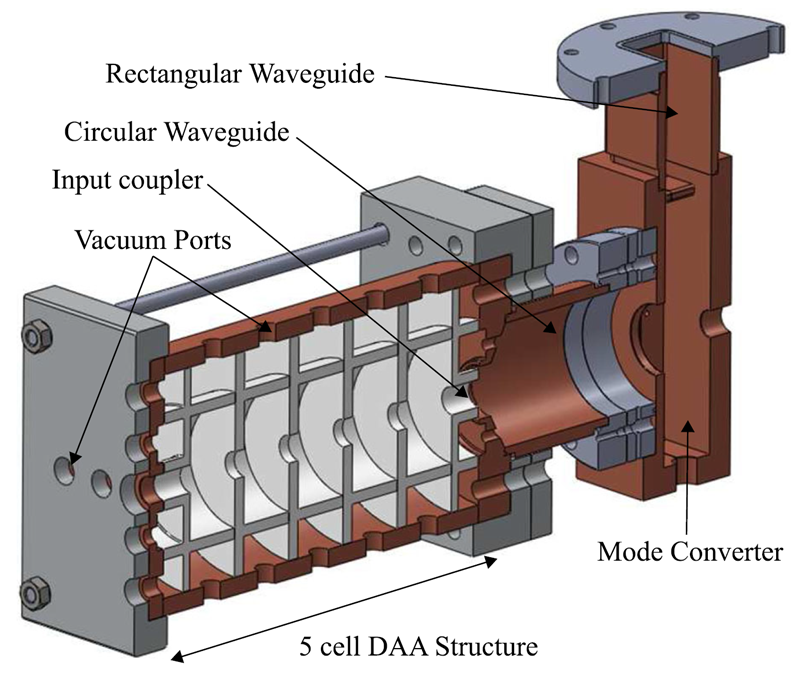 Rectangular Waveguide
Circular Waveguide
Input coupler
Vacuum Ports
Mode Converter
5 cell DAA Structure